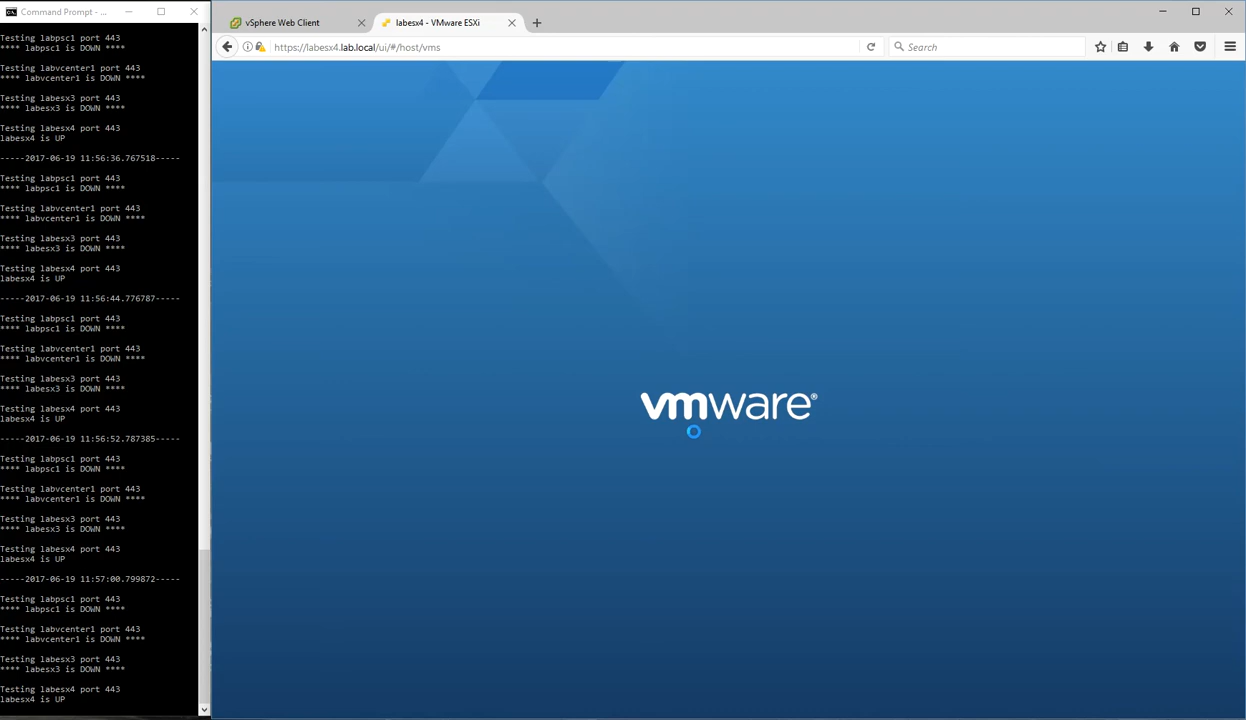 Command Prompt - ...
Testing labpsc1 port 443
**** labpsc1 is DOWN ****
Testing labvcenter1 port 443
**** labvcenter1 is DOWN ****
Testing labesx3 port 443
**** labesx3 is DOWN ****
Testing labesx4 port 443
labesx4 is UP
-----2017-06-19 11:56:36.767518-----
Testing labpsc1 port 443
**** labpsc1 is DOWN ****
Testing labvcenter1 port 443
**** labvcenter1 is DOWN ****
Testing labesx3 port 443
**** labesx3 is DOWN ****
Testing labesx4 port 443
labesx4 is UP
-----2017-06-19 11:56:44.776787-----
Testing labpsc1 port 443
**** labpsc1 is DOWN ****
Testing labvcenter1 port 443
**** labvcenter1 is DOWN ****
Testing labesx3 port 443
**** labesx3 is DOWN ****
Testing labesx4 port 443
labesx4 is UP
-----2017-06-19 11:56:52.787385-----
Testing labpsc1 port 443
**** labpsc1 is DOWN ****
Testing labvcenter1 port 443
**** labvcenter1 is DOWN ****
Testing labesx3 port 443
**** labesx3 is DOWN ****
Testing labesx4 port 443
labesx4 is UP
-----2017-06-19 11:57:00.799872-----
Testing labpsc1 port 443
**** labpsc1 is DOWN ****
Testing labvcenter1 port 443
**** labvcenter1 is DOWN ****
Testing labesx3 port 443
**** labesx3 is DOWN ****
Testing labesx4 port 443
labesx4 is UP
vSphere Web Client
labesx4 - VMware ESXi
https://labesx4.lab.local/ui/#/host/vms
Search
vmware®